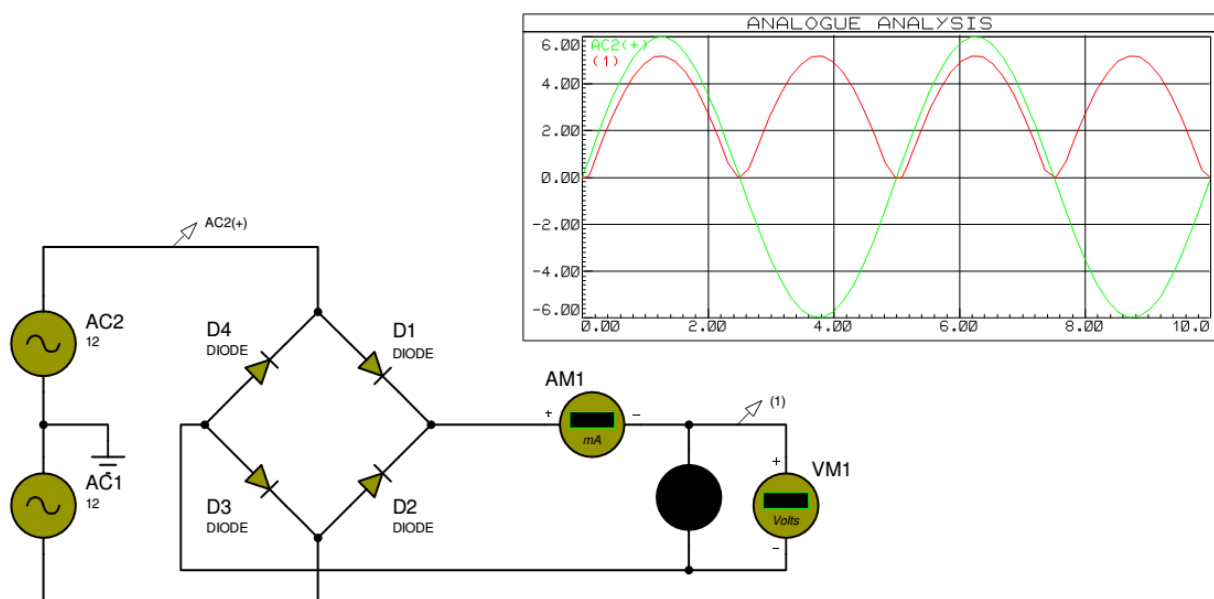 ANALOGUE ANALYSIS
6.00
AC2(+)
(1)
4.00
2.00
0.00
-2.00
-4.00
-6.00
0.00 2.00 4.00 6.00 8.00 10.0
AC2(+)
AC2
12
D4
DIODE
D1
DIODE
AM1
+ -
mA
(1)
AC1
12
D3
DIODE
D2
DIODE
+
VM1
Volts
-